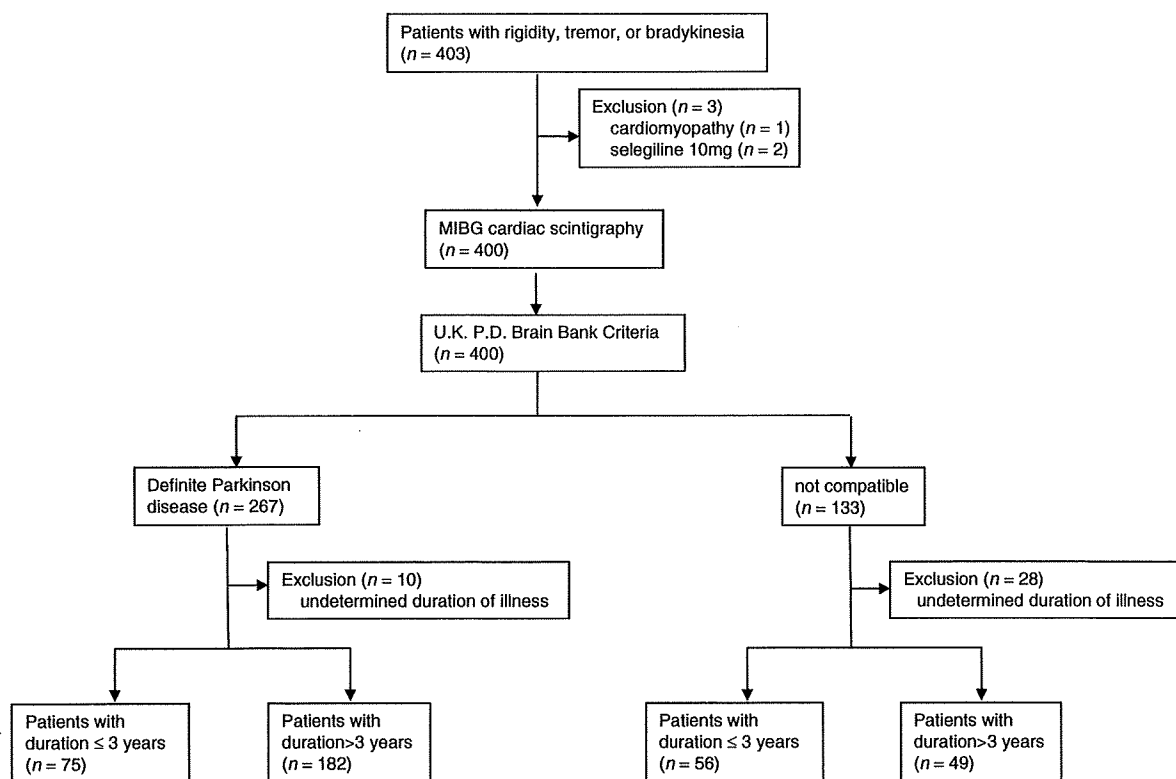 Patients with rigidity, tremor, or bradykinesia
(n = 403)
Exclusion (n = 3)
cardiomyopathy (n = 1)
selegiline 10mg (n = 2)
MIBG cardiac scintigraphy
(n = 400)
U.K. P.D. Brain Bank Criteria
(n = 400)
Definite Parkinson
disease (n = 267)
not compatible
(n = 133)
Exclusion (n = 10)
undetermined duration of illness
Exclusion (n = 28)
undetermined duration of illness
Patients with
duration ≤ 3 years
(n = 75)
Patients with
duration>3 years
(n = 182)
Patients with
duration ≤ 3 years
(n = 56)
Patients with
duration>3 years
(n = 49)